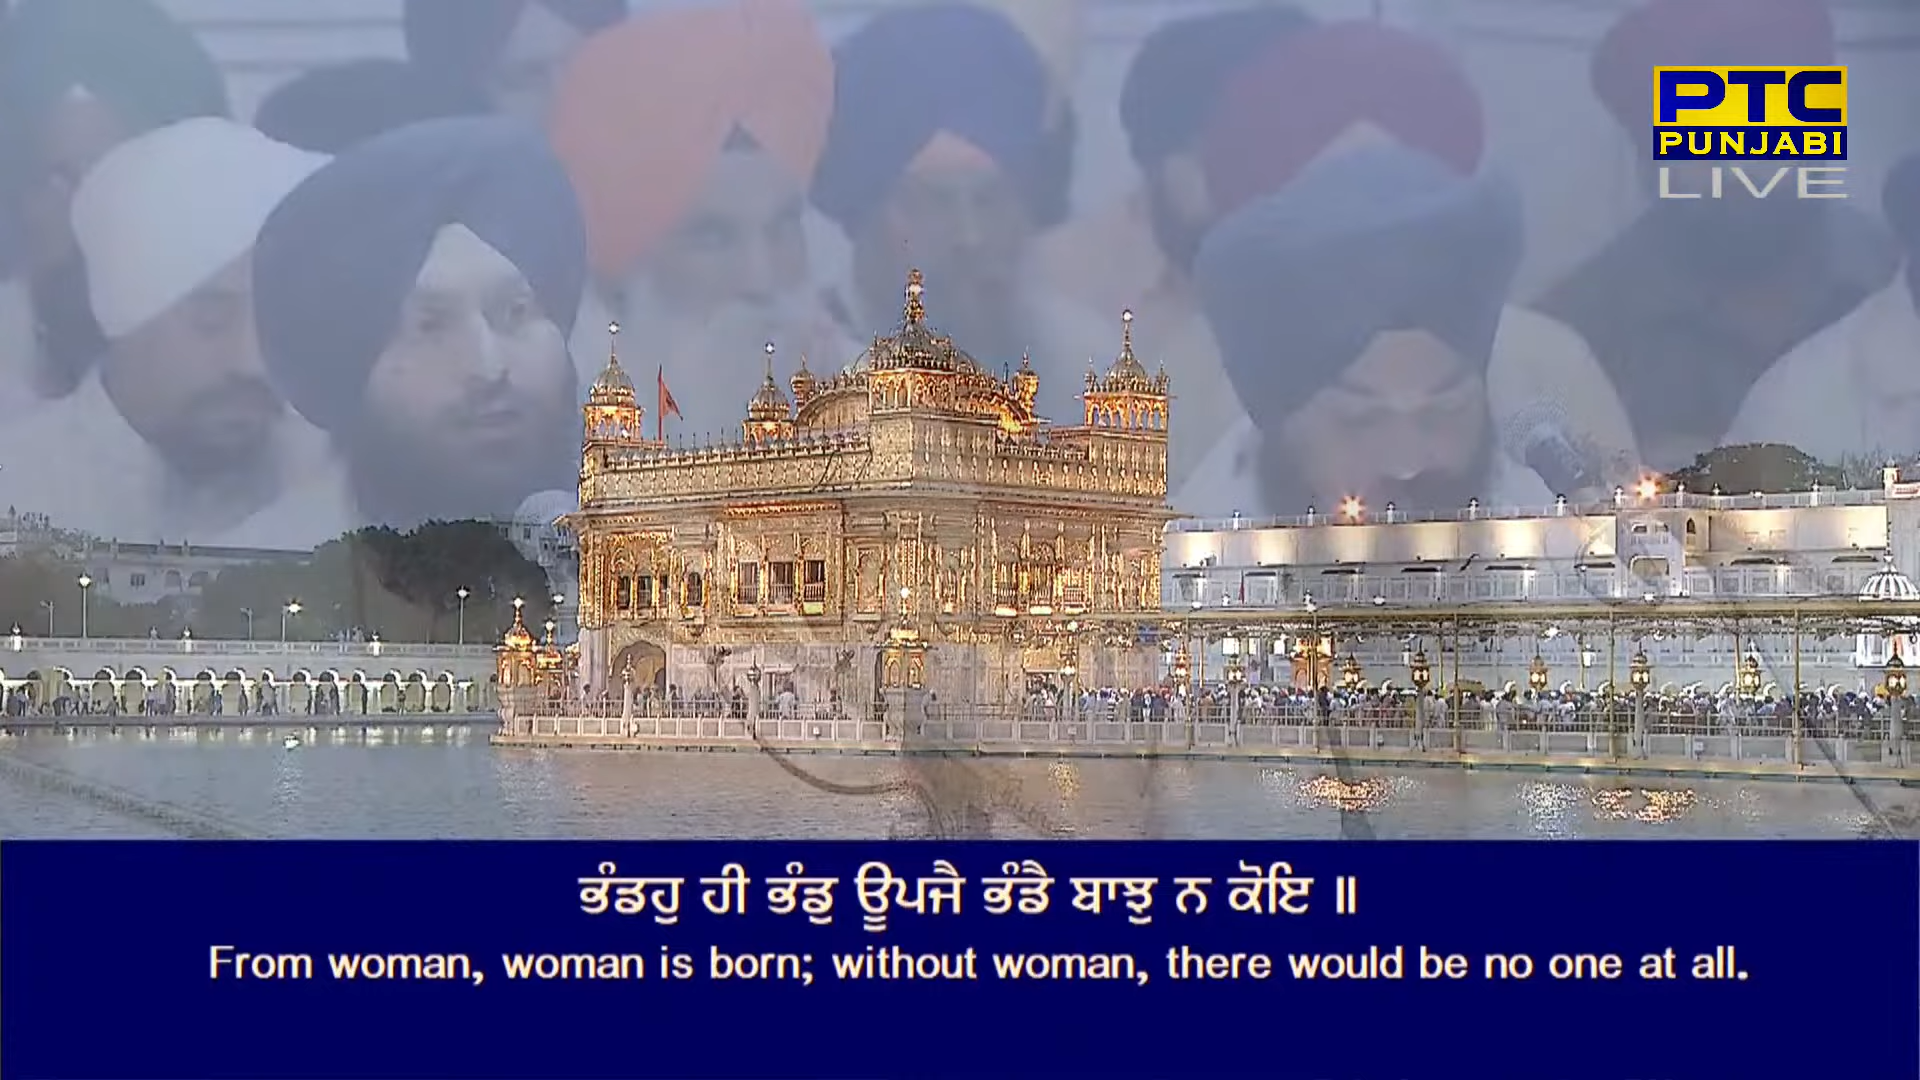 PTC
PUNJABI
LIVE
ਭੰਡਹੁ ਹੀ ਭੰਡੁ ਊਪਜੈ ਭੰਡੈ ਬਾਝੁ ਨ ਕੋਇ ॥
From woman, woman is born; without woman, there would be no one at all.